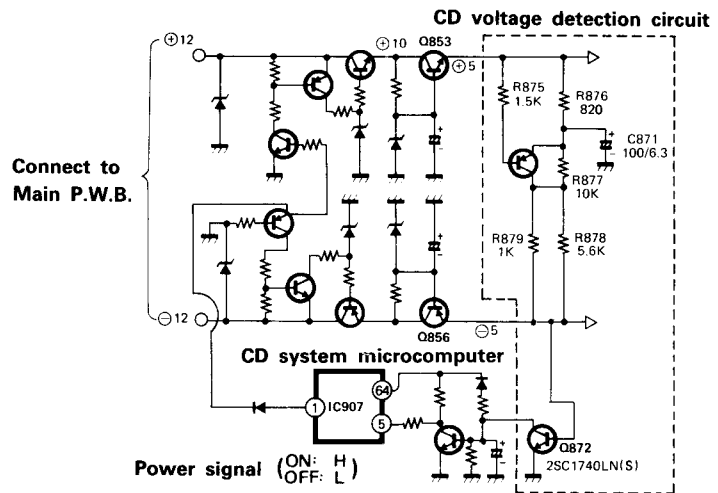 CD voltage detection circuit
⊕12
⊕10
Q853
⊕5
R875
1.5K
R876
820
C871
100/6.3
+
-
+
-
R877
10K
Connect to
Main P.W.B.
R879
1K
R878
5.6K
+
-
⊖12
Q856
⊖5
CD system microcomputer
1
IC907
64
5
+
-
Q872
2SC1740LN(S)
Power signal (ON: H
OFF: L)